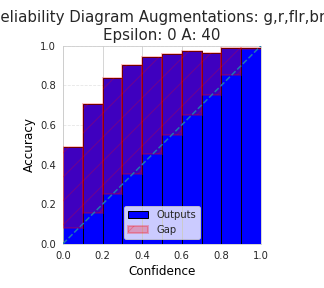 eliability Diagram Augmentations: g,r,flr,br
Epsilon: 0 A: 40
1.0
0.8
0.6
0.4
0.2
0.0
Accuracy
Outputs
Gap
0.0 0.2 0.4 0.6 0.8 1.0
Confidence